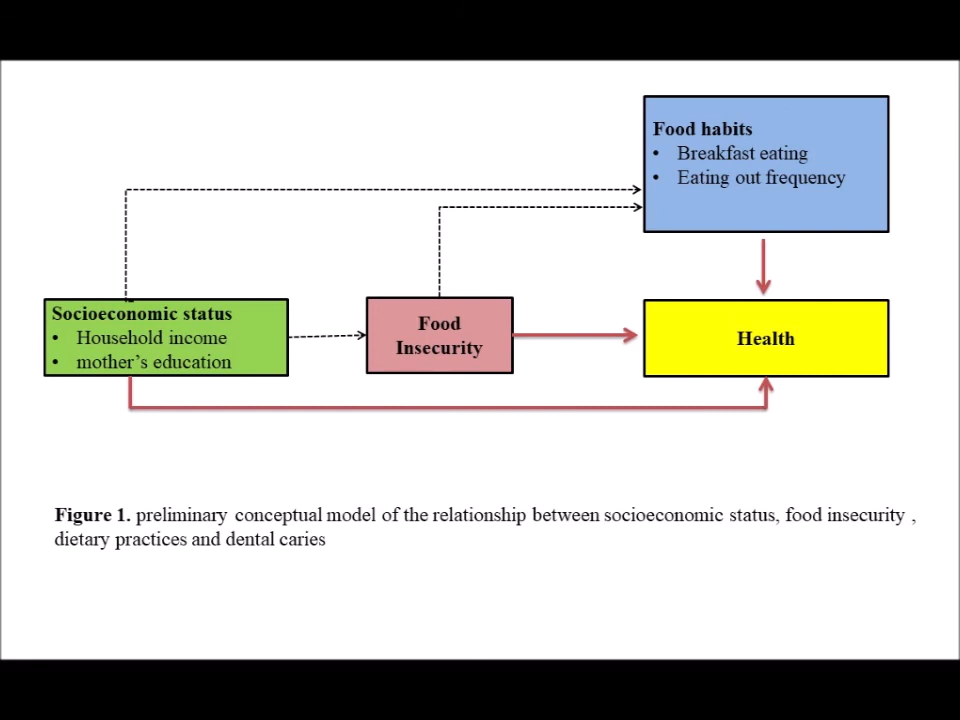 Food habits
• Breakfast eating
• Eating out frequency
Socioeconomic status
• Household income
• mother's education
Food
Insecurity
Health
Figure 1. preliminary conceptual model of the relationship between socioeconomic status, food insecurity ,
dietary practices and dental caries